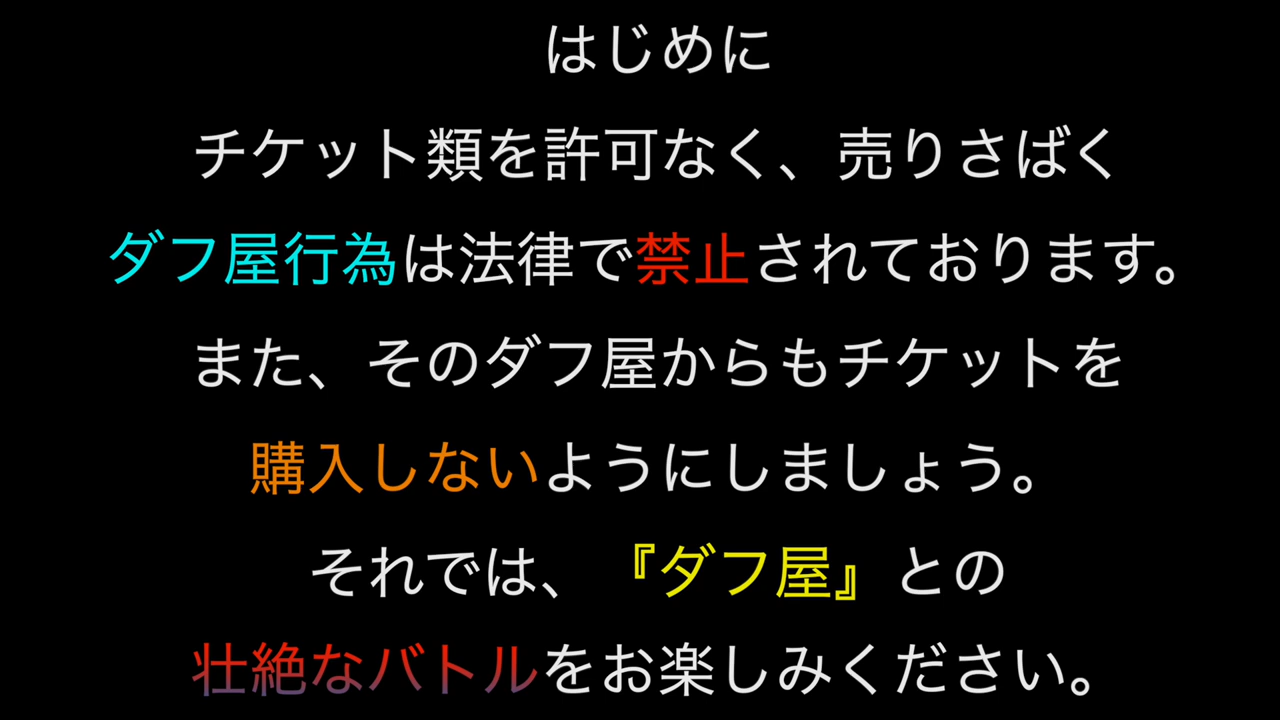 はじめに
チケット類を許可なく、売りさばく
ダフ屋行為は法律で禁止されております。
また、そのダフ屋からもチケットを
購入しないようにしましょう。
それでは、『ダフ屋』との
壮絶なバトルをお楽しみください。